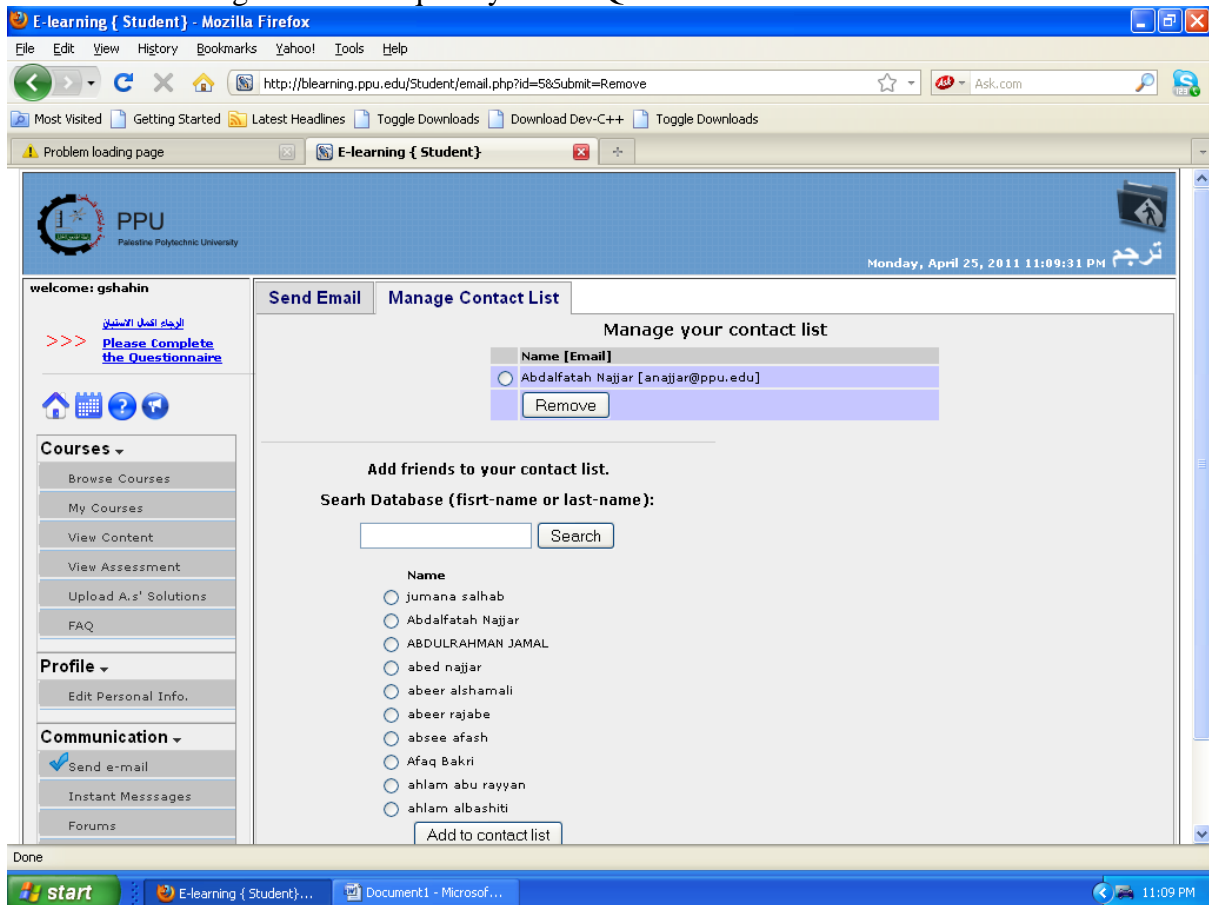 E-learning { Student} - Mozilla Firefox
File Edit View History Bookmarks Yahoo! Tools Help
http://blearning.ppu.edu/Student/email.php?id=5&Submit=Remove
Ask.com
Most Visited Getting Started Latest Headlines Toggle Downloads Download Dev-C++ Toggle Downloads
Problem loading page
E-learning { Student}
PPU
Palestine Polytechnic University
Monday, April 25, 2011 11:09:31 PM ترجم
welcome: gshahin
الرجاء اكمال الاستبيان
>>> Please Complete
the Questionnaire
Courses
Browse Courses
My Courses
View Content
View Assessment
Upload A.s' Solutions
FAQ
Profile
Edit Personal Info.
Communication
Send e-mail
Instant Messsages
Forums
Send Email Manage Contact List
Manage your contact list
Name [Email]
Abdalfatah Najjar [anajjar@ppu.edu]
Remove
Add friends to your contact list.
Searh Database (fisrt-name or last-name):
Search
Name
jumana salhab
Abdalfatah Najjar
ABDULRAHMAN JAMAL
abed najjar
abeer alshamali
abeer rajabe
absee afash
Afaq Bakri
ahlam abu rayyan
ahlam albashiti
Add to contact list
Done
start E-learning { Student}... Document1 - Microsof... 11:09 PM